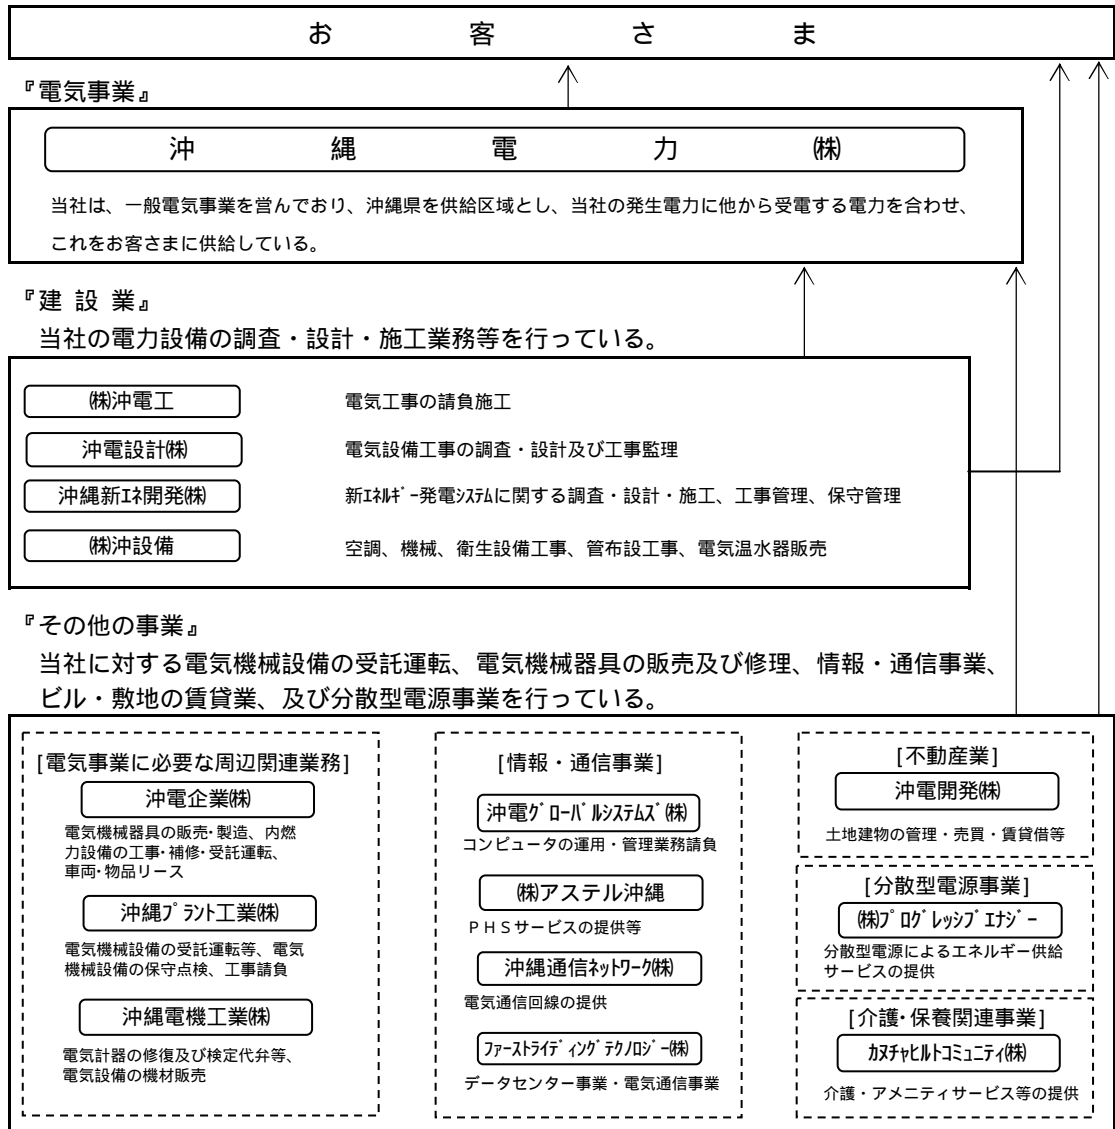 お客さま
『電気事業』
沖縄電力㈱
当社は、一般電気事業を営んでおり、沖縄県を供給区域とし、当社の発生電力に他から受電する電力を合わせ、
これをお客さまに供給している。
『建設業』
当社の電力設備の調査・設計・施工業務等を行っている。
㈱沖電工
電気工事の請負施工
沖電設計㈱
電気設備工事の調査・設計及び工事監理
沖縄新ｴﾈ開発㈱
新ｴﾈﾙｷﾞｰ発電ｼｽﾃﾑに関する調査・設計・施工、工事管理、保守管理
㈱沖設備
空調、機械、衛生設備工事、管布設工事、電気温水器販売
『その他の事業』
当社に対する電気機械設備の受託運転、電気機械器具の販売及び修理、情報・通信事業、
ビル・敷地の賃貸業、及び分散型電源事業を行っている。
[電気事業に必要な周辺関連業務]
沖電企業㈱
電気機械器具の販売･製造、内燃
力設備の工事･補修･受託運転、
車両･物品リース
沖縄ﾌﾟﾗﾝﾄ工業㈱
電気機械設備の受託運転等、電気
機械設備の保守点検、工事請負
沖縄電機工業㈱
電気計器の修復及び検定代弁等、
電気設備の機材販売
[情報・通信事業]
沖電ｸﾞﾛｰﾊﾞﾙｼｽﾃﾑｽﾞ㈱
コンピュータの運用・管理業務請負
㈱アステル沖縄
ＰＨＳサービスの提供等
沖縄通信ﾈｯﾄﾜｰｸ㈱
電気通信回線の提供
ﾌｧｰｽﾄﾗｲﾃﾞｨﾝｸﾞﾃｸﾉﾛｼﾞｰ㈱
データセンター事業・電気通信事業
[不動産業]
沖電開発㈱
土地建物の管理・売買・賃貸借等
[分散型電源事業]
㈱ﾌﾟﾛｸﾞﾚｯｼﾌﾞｴﾅｼﾞｰ
分散型電源によるエネルギー供給
サービスの提供
[介護･保養関連事業]
ｶﾇﾁｬﾋﾙﾄｺﾐｭﾆﾃｨ㈱
介護・アメニティサービス等の提供